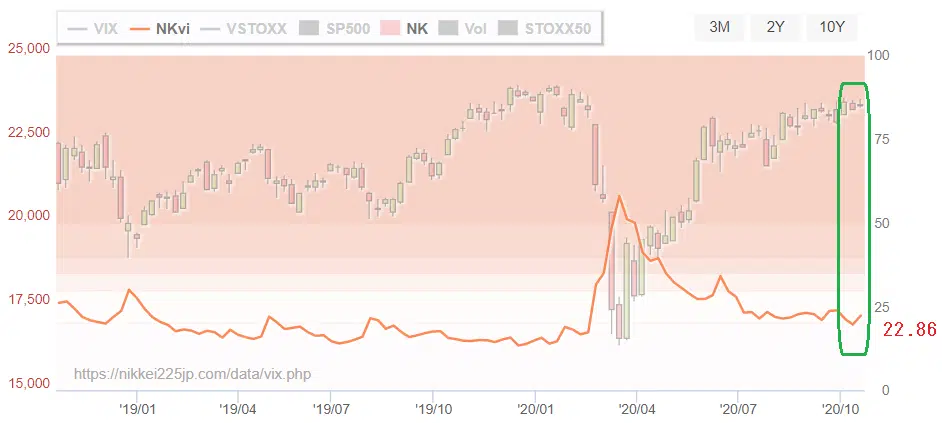 VIX NKvi VSTOXX SP500 NK Vol STOXX50 3M 2Y 10Y
25,000 100
22,500 75
20,000 50
17,500 25
22.86
https://nikkei225jp.com/data/vix.php
15,000 0
'19/01 '19/04 '19/07 '19/10 '20/01 '20/04 '20/07 '20/10